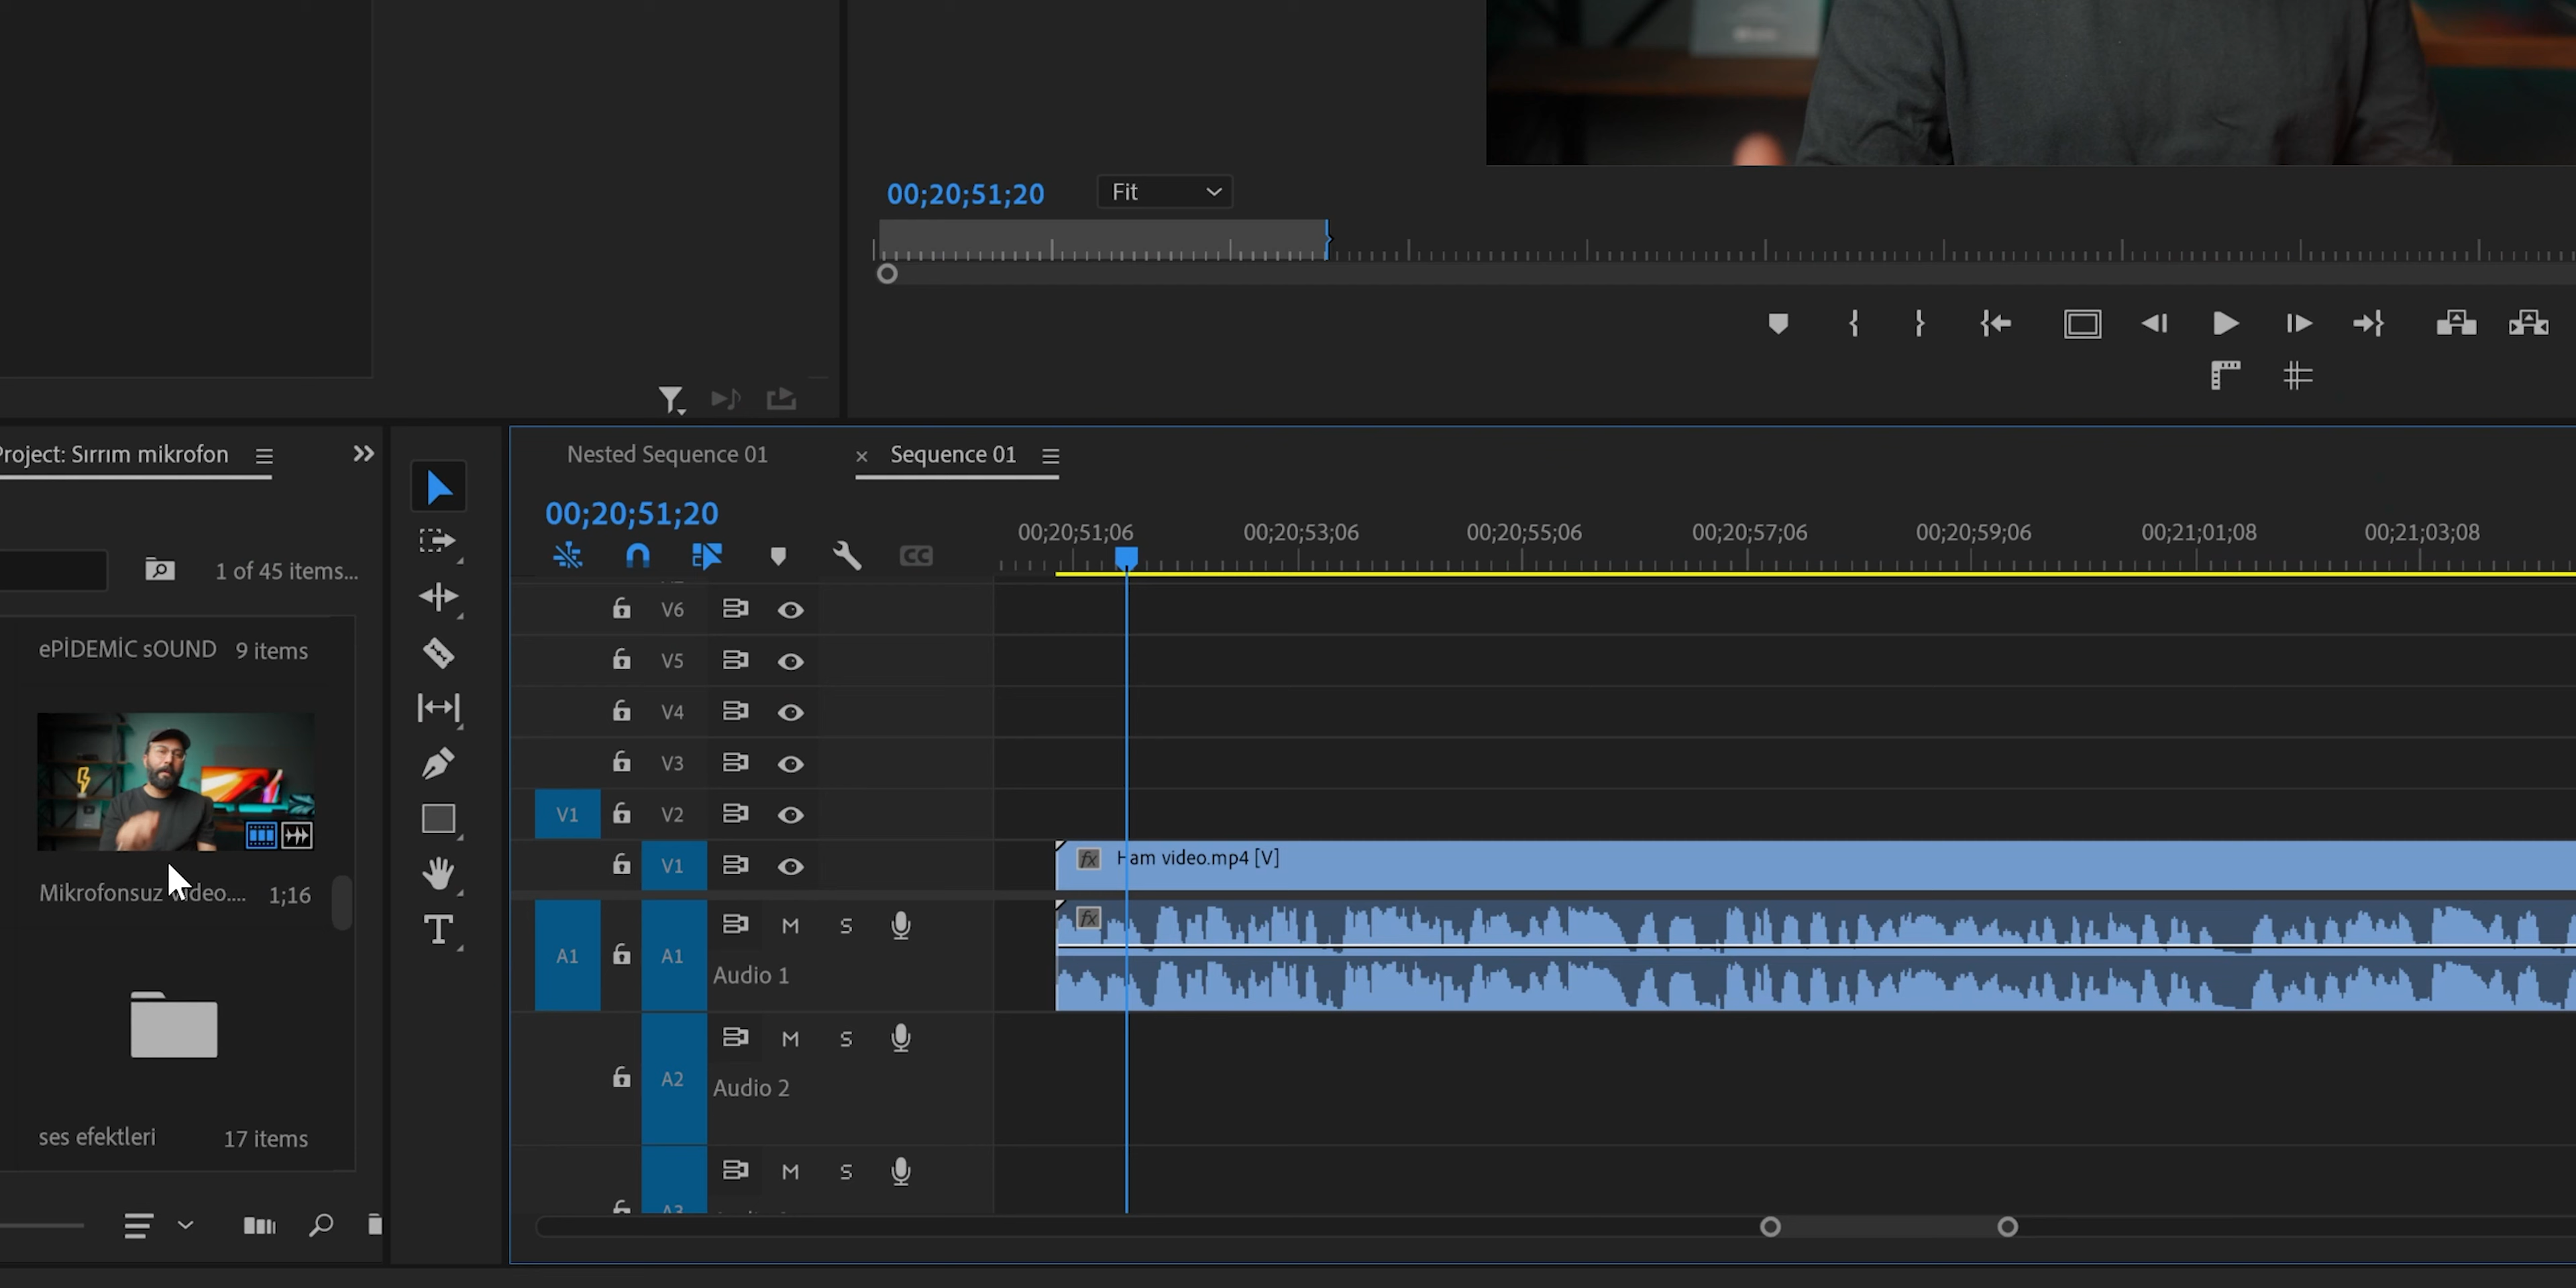 00;20;51;20
Fit
Project: Sırrım mikrofon
Nested Sequence 01
Sequence 01
00;20;51;20
00;20;51;06
00;20;53;06
00;20;55;06
00;20;57;06
00;20;59;06
00;21;01;08
00;21;03;08
CC
1 of 45 items...
V6
ePİDEMİC sOUND 9 items
V5
V4
V3
V1 V2
V1
fx Ham video.mp4 [V]
Mikrofonsuz video.... 1;16
A1 A1 M S
fx
Audio 1
A2 M S
Audio 2
ses efektleri 17 items
M S
A3